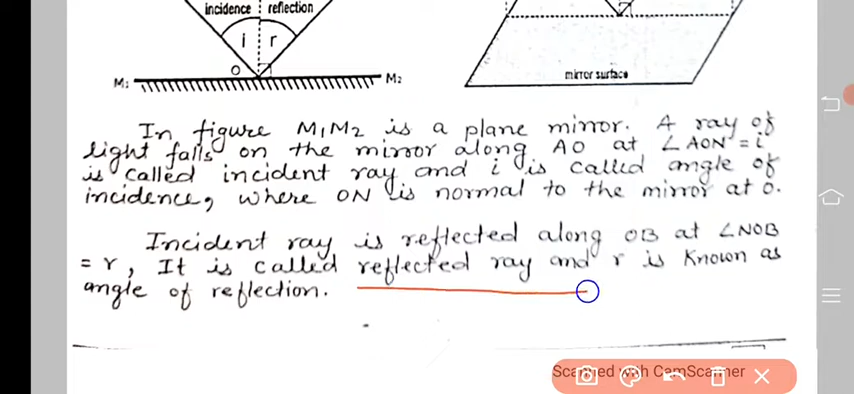 incidence reflection
i r
O
M₁ M₂
mirror surface
In figure M₁M₂ is a plane mirror. A ray of
light falls on the mirror along AO at ∠AON = i
is called incident ray and i is called angle of
incidence, where ON is normal to the mirror at O.
Incident ray is reflected along OB at ∠NOB
= r, It is called reflected ray and r is known as
angle of reflection.
Scanned with CamScanner